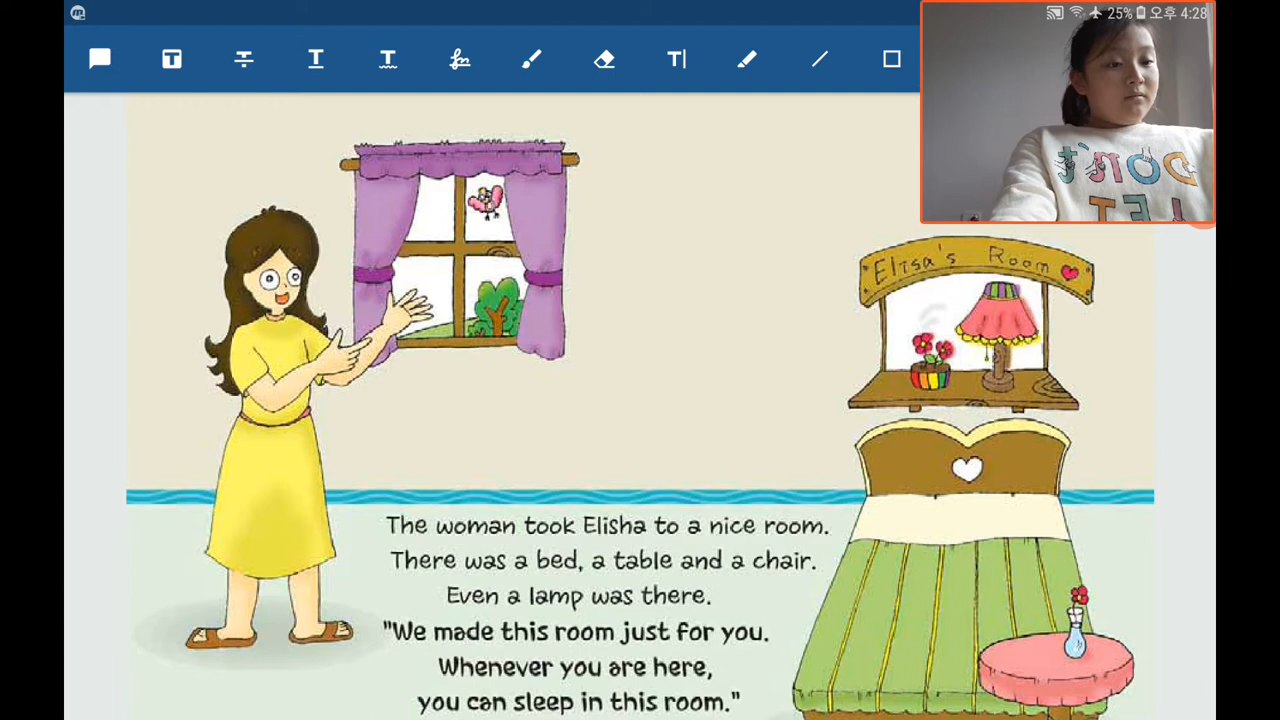 25% 오후 4:28
T
T
T
T
T
DON'T
LET
Elisa's Room
The woman took Elisha to a nice room.
There was a bed, a table and a chair.
Even a lamp was there.
"We made this room just for you.
Whenever you are here,
you can sleep in this room."